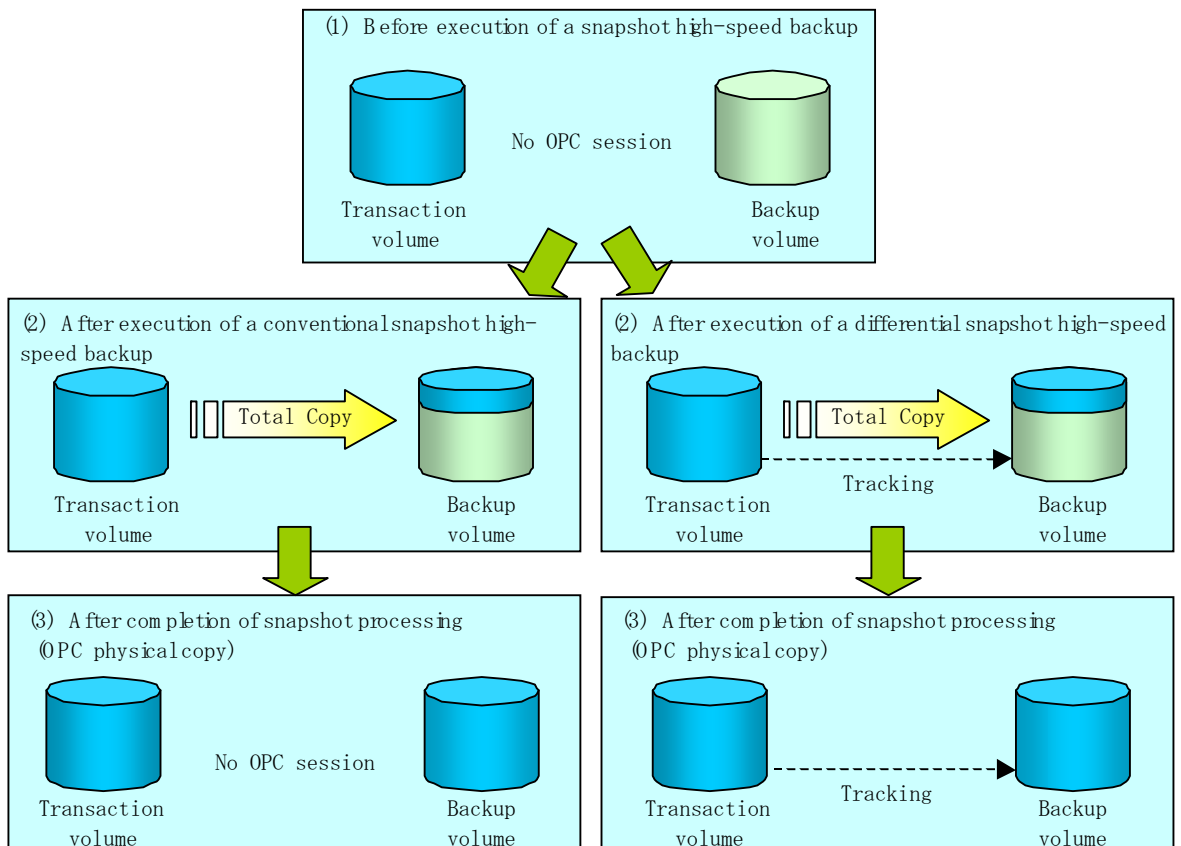 (1) Before execution of a snapshot high-speed backup
No OPC session
Transaction
volume
Backup
volume
(2) After execution of a conventional snapshot high-
speed backup
Total Copy
Transaction
volume
Backup
volume
(2) After execution of a differential snapshot high-speed
backup
Total Copy
Tracking
Transaction
volume
Backup
volume
(3) After completion of snapshot processing
(OPC physical copy)
No OPC session
Transaction
volume
Backup
volume
(3) After completion of snapshot processing
(OPC physical copy)
Tracking
Transaction
volume
Backup
volume